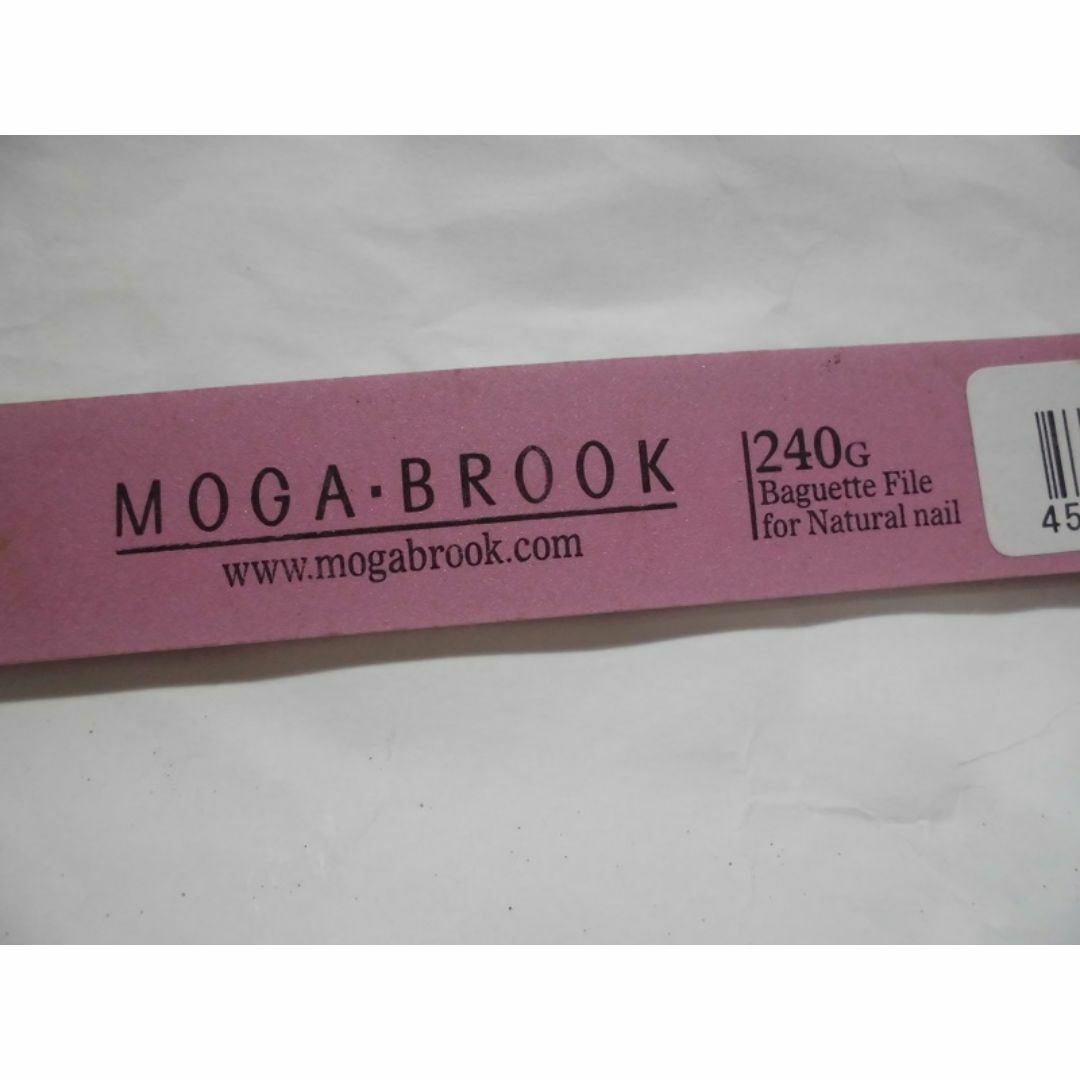 MOGA·BROOK
www.mogabrook.com
240G
Baguette File
for Natural nail
45